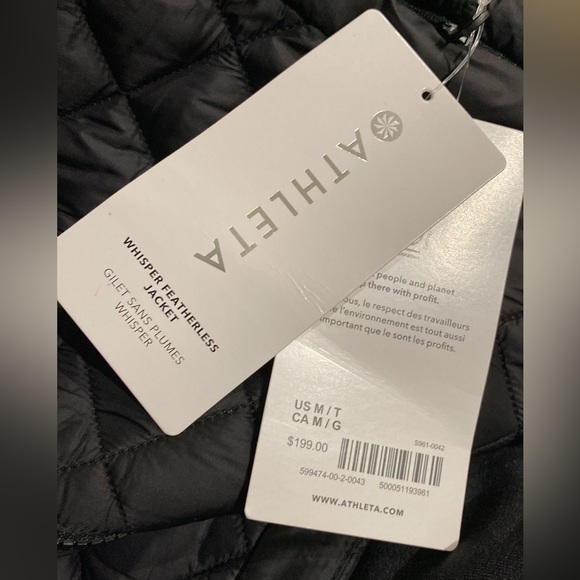 ATHLETA
WHISPER FEATHERLESS
JACKET
GILET SANS PLUMES
WHISPER
people and planet
there with profit.
ous, le respect des travailleurs
l'environnement est tout aussi
important que le sont les profits.
US M / T
CA M / G
$199.00
S961-0042
599474-00-2-0043
500051193961
WWW.ATHLETA.COM